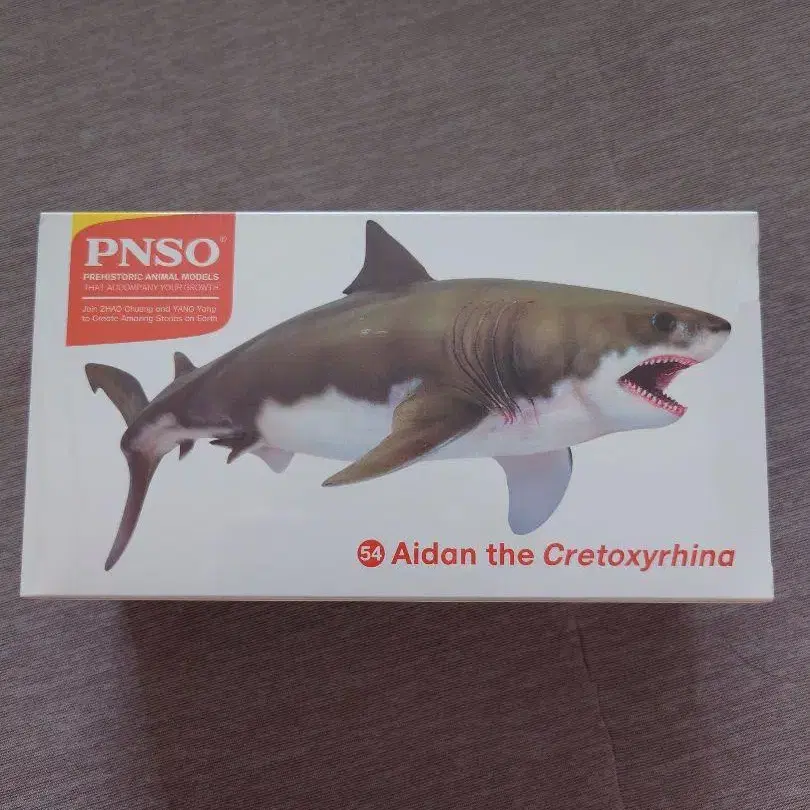 PNSO®
PREHISTORIC ANIMAL MODELS
THAT ACCOMPANY YOUR GROWTH
Join ZHAO Chuang and YANG Yang
to Create Amazing Stories on Earth
54 Aidan the Cretoxyrhina